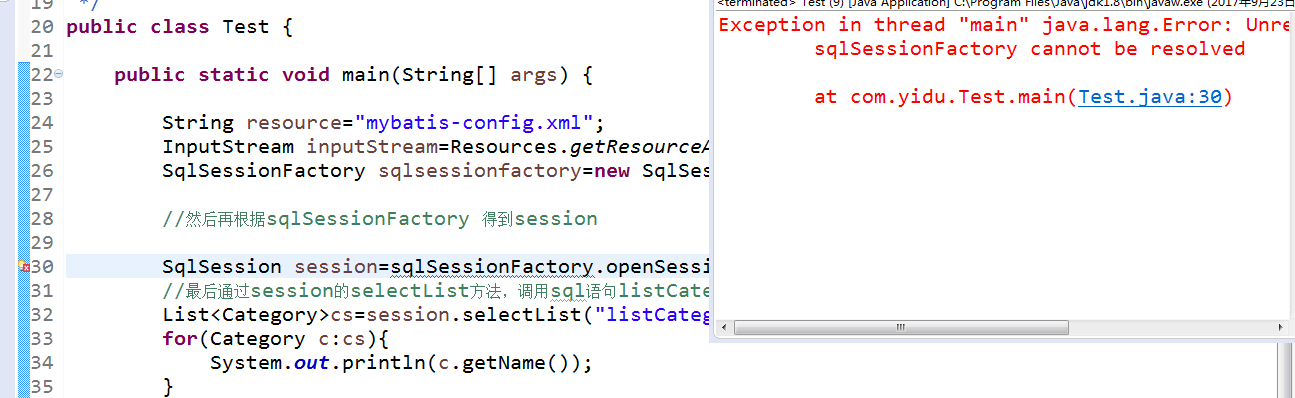 19 */
20 public class Test {
21
22 public static void main(String[] args) {
23
24 String resource="mybatis-config.xml";
25 InputStream inputStream=Resources.getResourceA
26 SqlSessionFactory sqlsessionfactory=new SqlSes
27
28 //然后再根据sqlSessionFactory 得到session
29
30 SqlSession session=sqlSessionFactory.openSessi
31 //最后通过session的selectList方法，调用sql语句listCate
32 List<Category>cs=session.selectList("listCateg
33 for(Category c:cs){
34 System.out.println(c.getName());
35 }
<terminated> Test (9) [Java Application] C:\Program Files\Java\jdk1.8\bin\javaw.exe (2017年9月23日
Exception in thread "main" java.lang.Error: Unre
sqlSessionFactory cannot be resolved
at com.yidu.Test.main(Test.java:30)